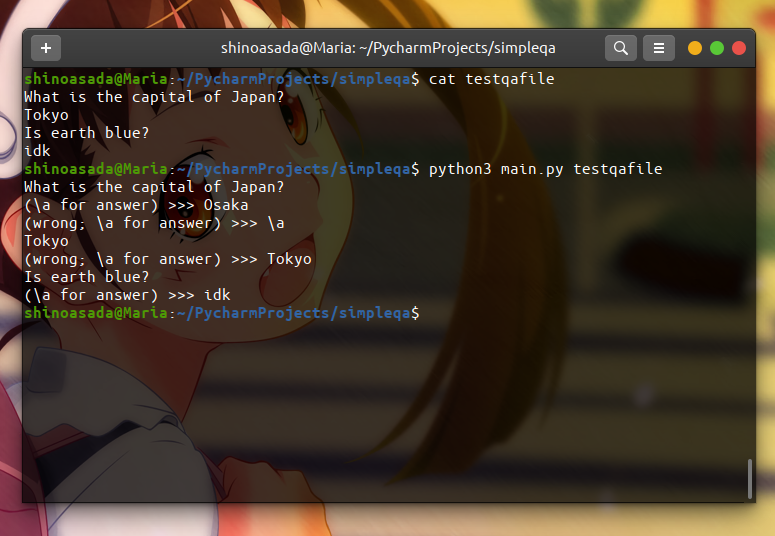 shinoasada@Maria: ~/PycharmProjects/simpleqa
shinoasada@Maria:~/PycharmProjects/simpleqa$ cat testqafile
What is the capital of Japan?
Tokyo
Is earth blue?
idk
shinoasada@Maria:~/PycharmProjects/simpleqa$ python3 main.py testqafile
What is the capital of Japan?
(\a for answer) >>> Osaka
(wrong; \a for answer) >>> \a
Tokyo
(wrong; \a for answer) >>> Tokyo
Is earth blue?
(\a for answer) >>> idk
shinoasada@Maria:~/PycharmProjects/simpleqa$